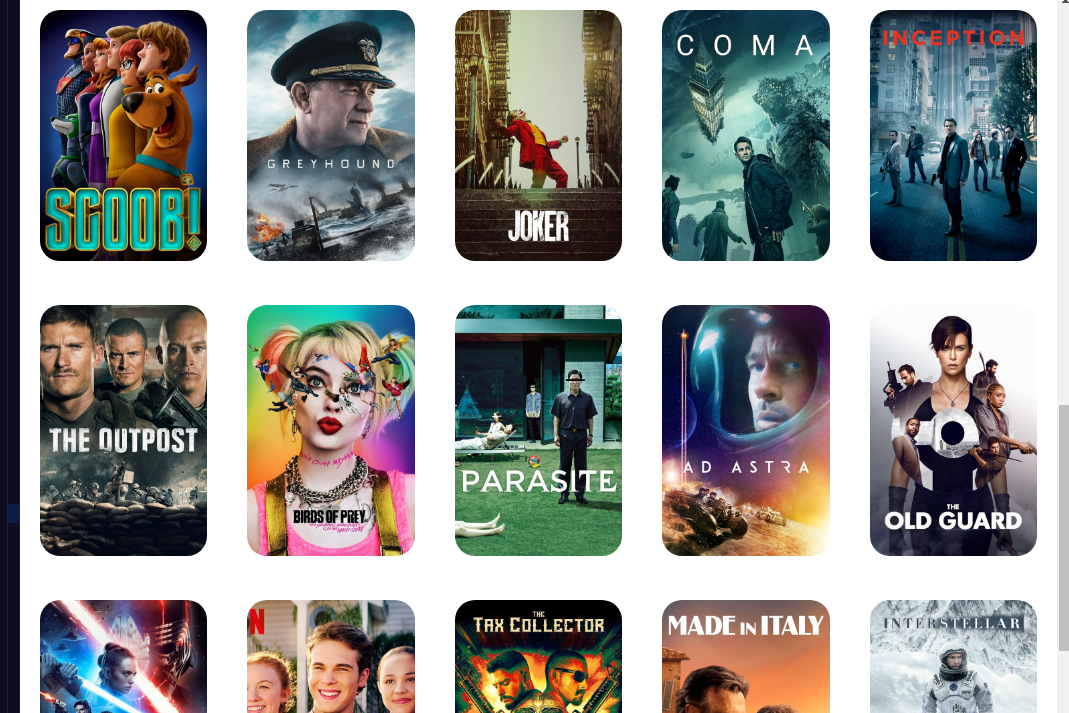 SCOOB!
GREYHOUND
JOKER
COMA
INCEPTION
THE OUTPOST
BIRDS OF PREY
PARASITE
AD ASTRA
THE
OLD GUARD
N
THE
TAX COLLECTOR
MADE IN ITALY
INTERSTELLAR